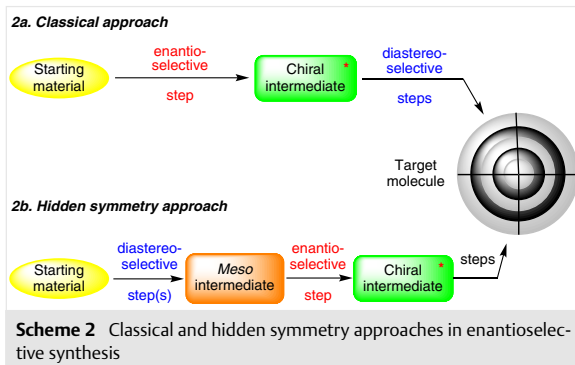 2a. Classical approach
enantio-
selective
step
diastereo-
selective
steps
Starting
material
Chiral *
intermediate
Target
molecule
2b. Hidden symmetry approach
diastereo-
selective
step(s)
enantio-
selective
step
Starting
material
Meso
intermediate
Chiral *
intermediate
steps
Scheme 2 Classical and hidden symmetry approaches in enantioselec-
tive synthesis